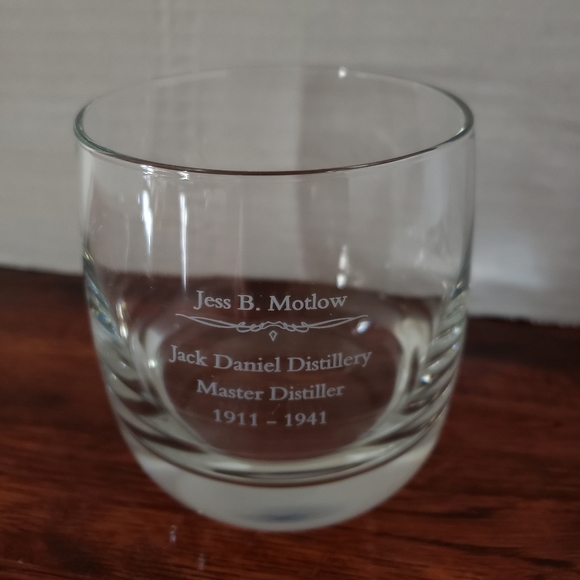 Jess B. Motlow
Jack Daniel Distillery
Master Distiller
1911 – 1941